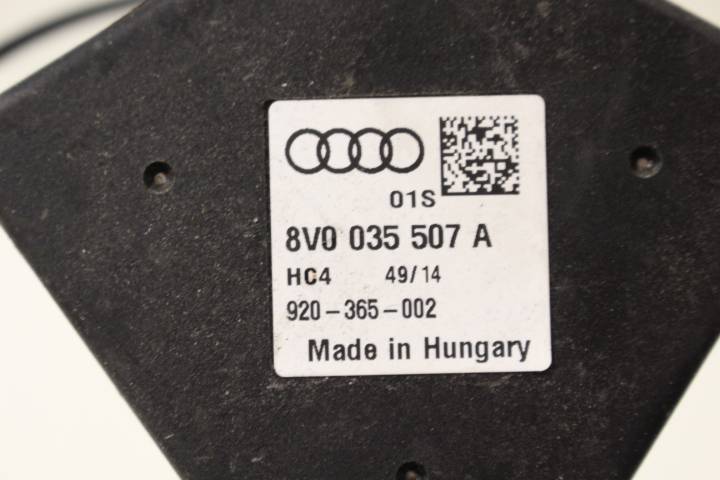 01S
8V0 035 507 A
HC4 49/14
920-365-002
Made in Hungary